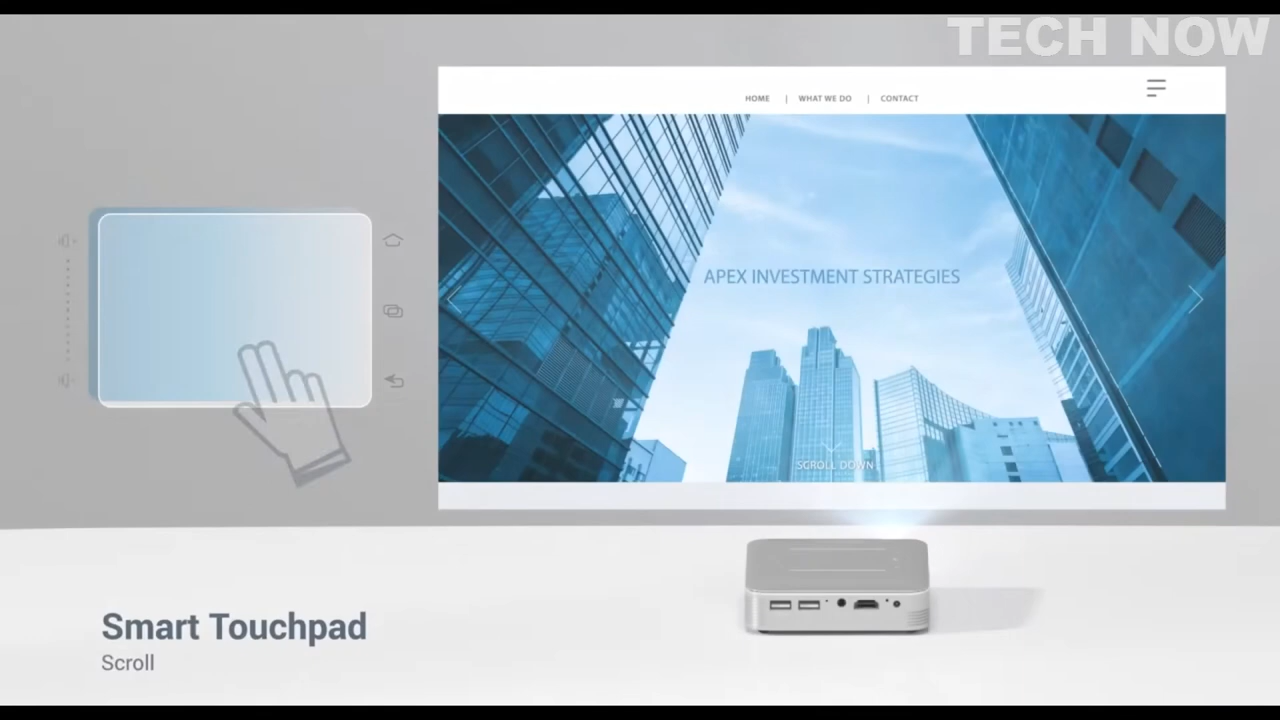 TECH NOW
HOME | WHAT WE DO | CONTACT
APEX INVESTMENT STRATEGIES
SCROLL DOWN
Smart Touchpad
Scroll